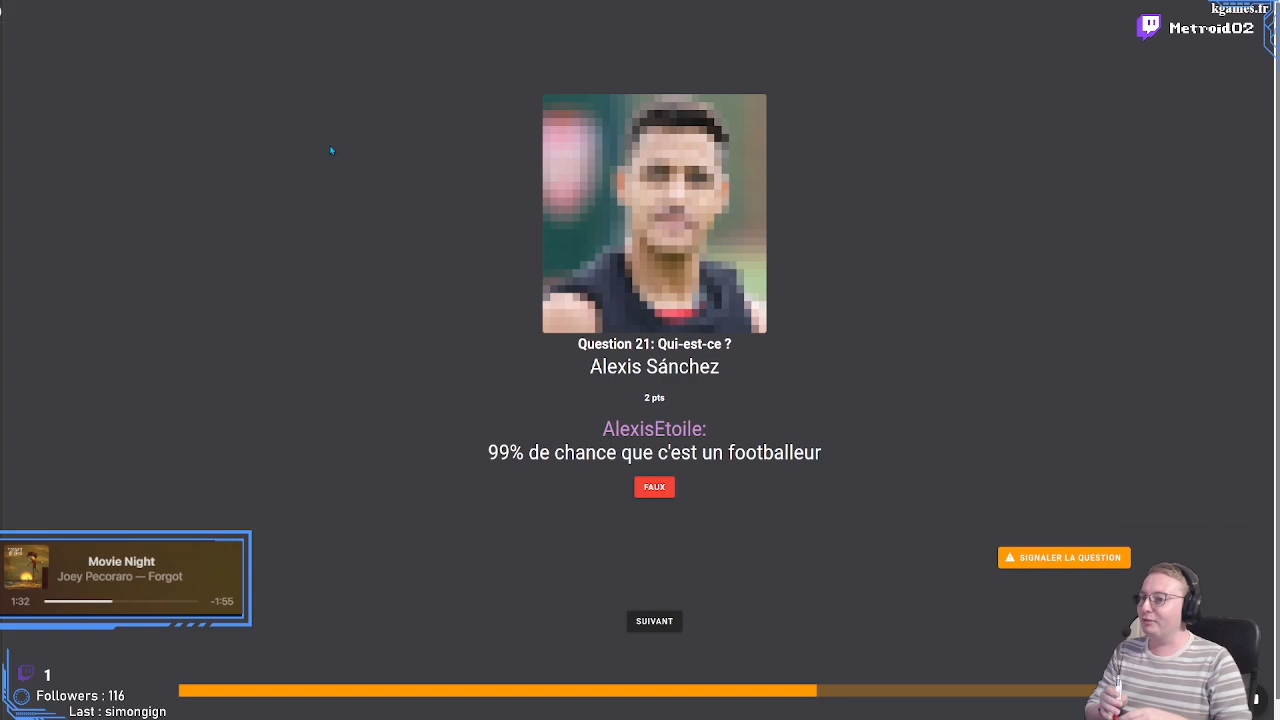 kgames.fr
Metroid02
Question 21: Qui-est-ce ?
Alexis Sánchez
2 pts
AlexisEtoile:
99% de chance que c'est un footballeur
FAUX
Movie Night
Joey Pecoraro — Forgot
1:32
-1:55
SIGNALER LA QUESTION
SUIVANT
1
Followers : 116
Last : simongign